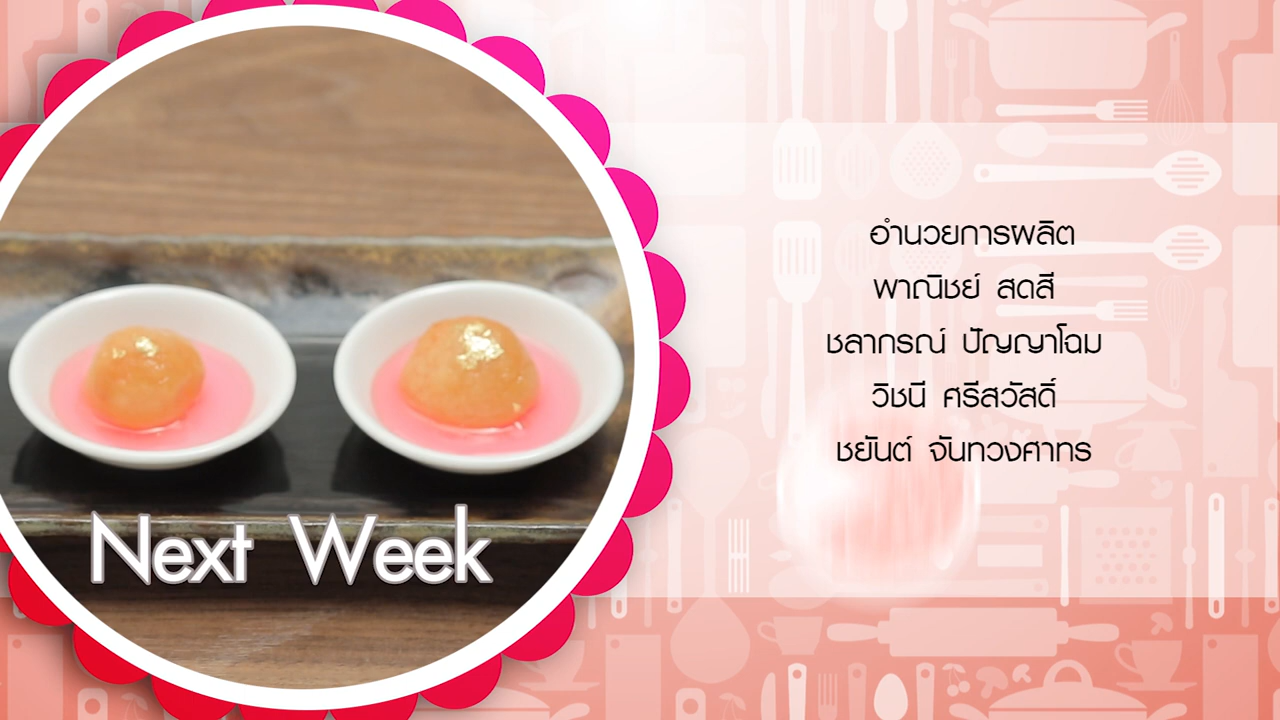 อำนวยการผลิต
พาณิชย์ สดสี
ชลากรณ์ ปัญญาโฉม
วิชนี ศรีสวัสดิ์
ชยันต์ จันทวงศาทร
Next Week